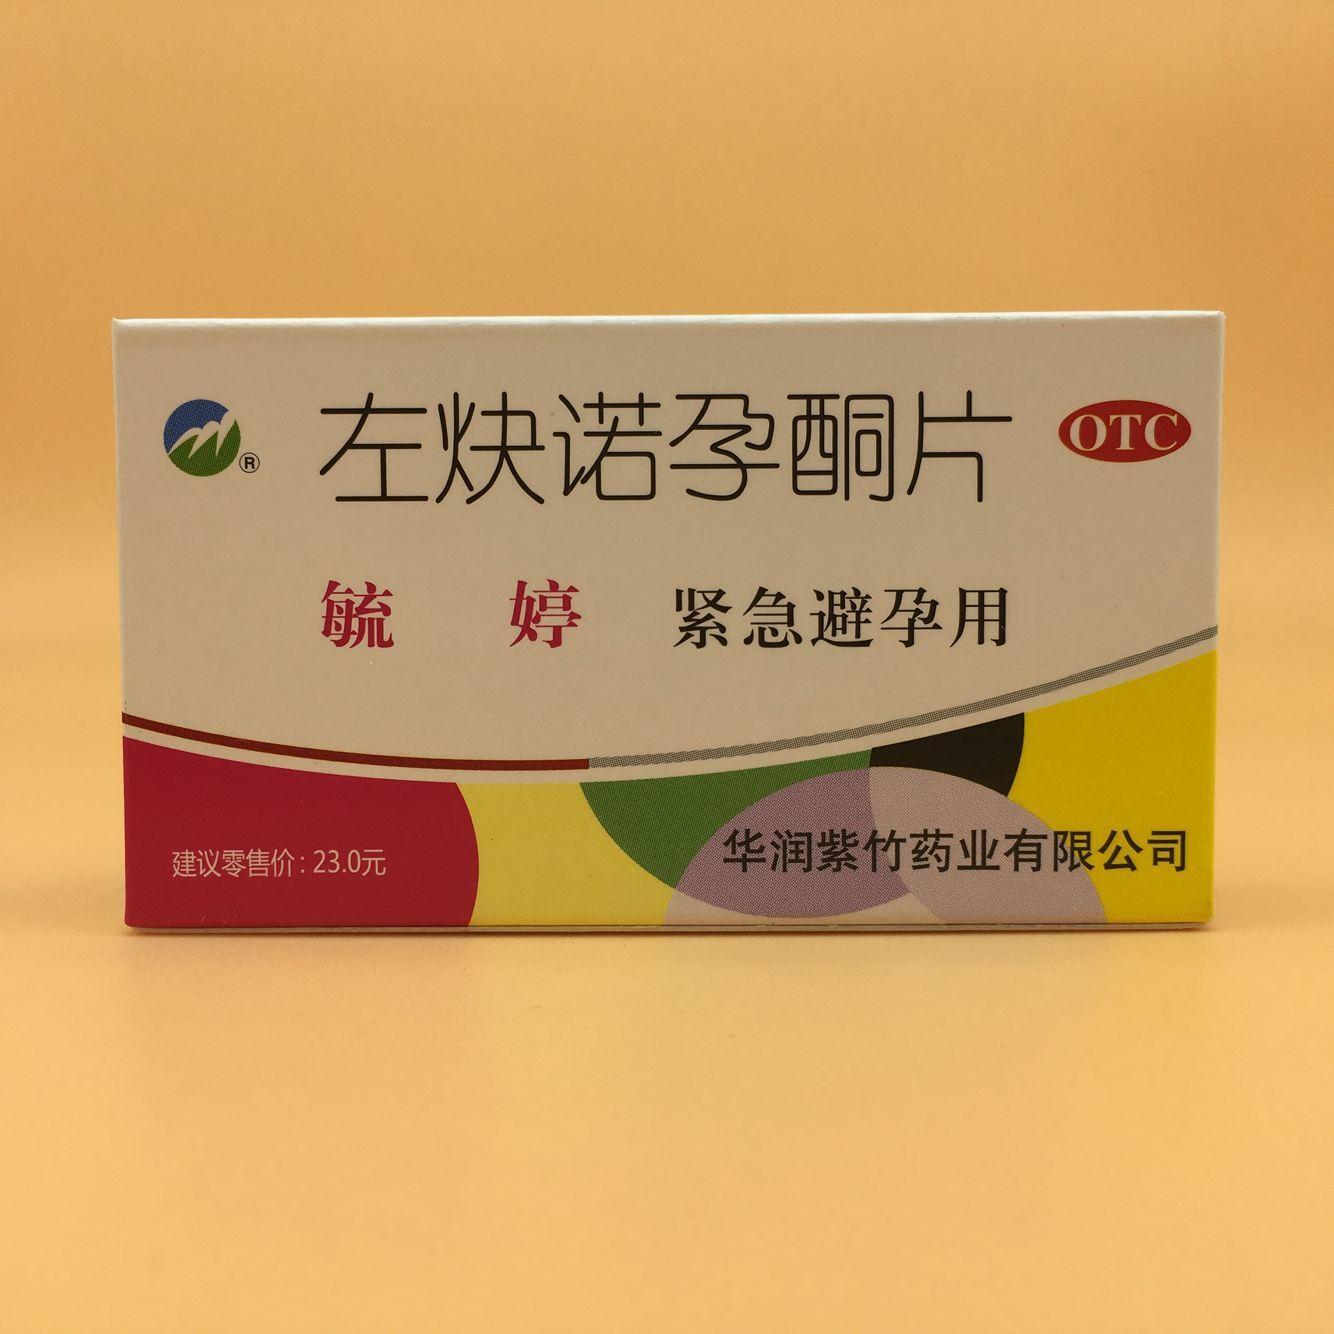 左炔诺孕酮片
OTC
®
毓 婷 紧急避孕用
建议零售价: 23.0元
华润紫竹药业有限公司